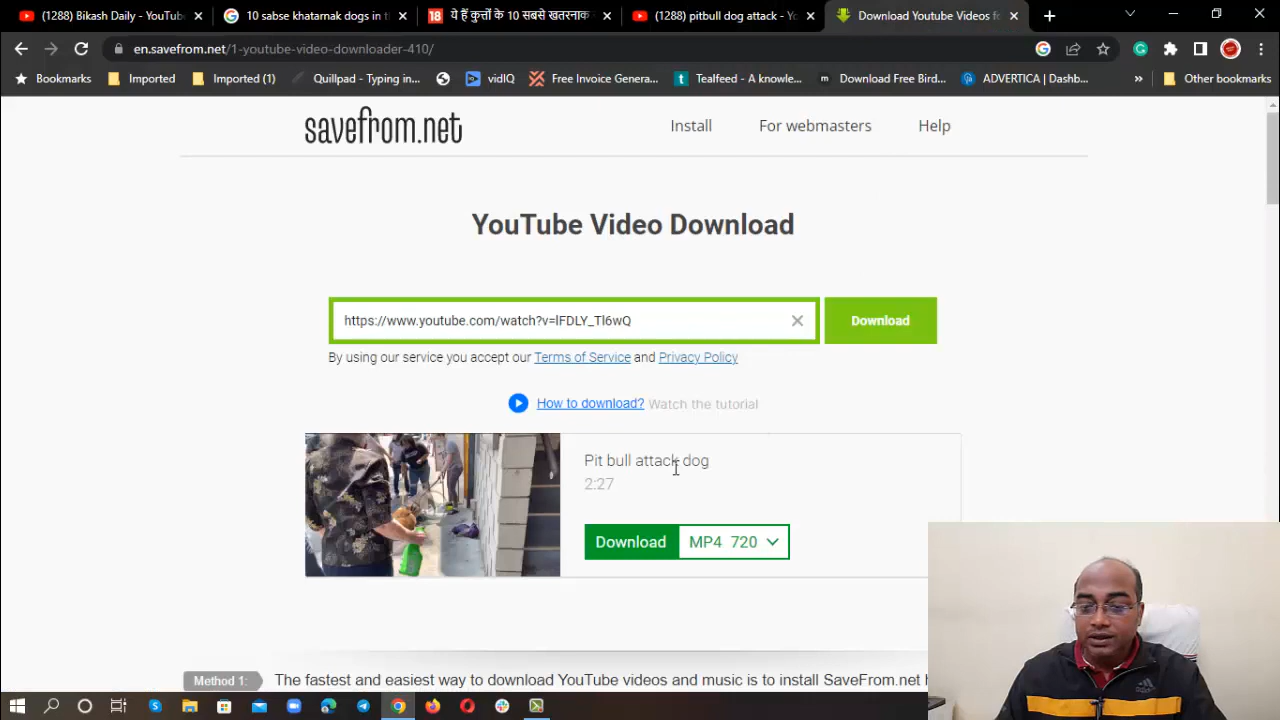 (1288) Bikash Daily - YouTu
10 sabse khatarnak dogs in t
18 ये हैं कुत्तों के 10 सबसे खतरनाक
(1288) pitbull dog attack - Yo
Download Youtube Videos fo
en.savefrom.net/1-youtube-video-downloader-410/
Bookmarks Imported Imported (1) Quillpad - Typing in... vidIQ Free Invoice Genera... t Tealfeed - A knowle... m Download Free Bird... ADVERTICA | Dashb... » Other bookmarks
savefrom.net Install For webmasters Help
YouTube Video Download
https://www.youtube.com/watch?v=lFDLY_Tl6wQ Download
By using our service you accept our Terms of Service and Privacy Policy
How to download? Watch the tutorial
Pit bull attack dog
2:27
Download MP4 720
Method 1: The fastest and easiest way to download YouTube videos and music is to install SaveFrom.net h